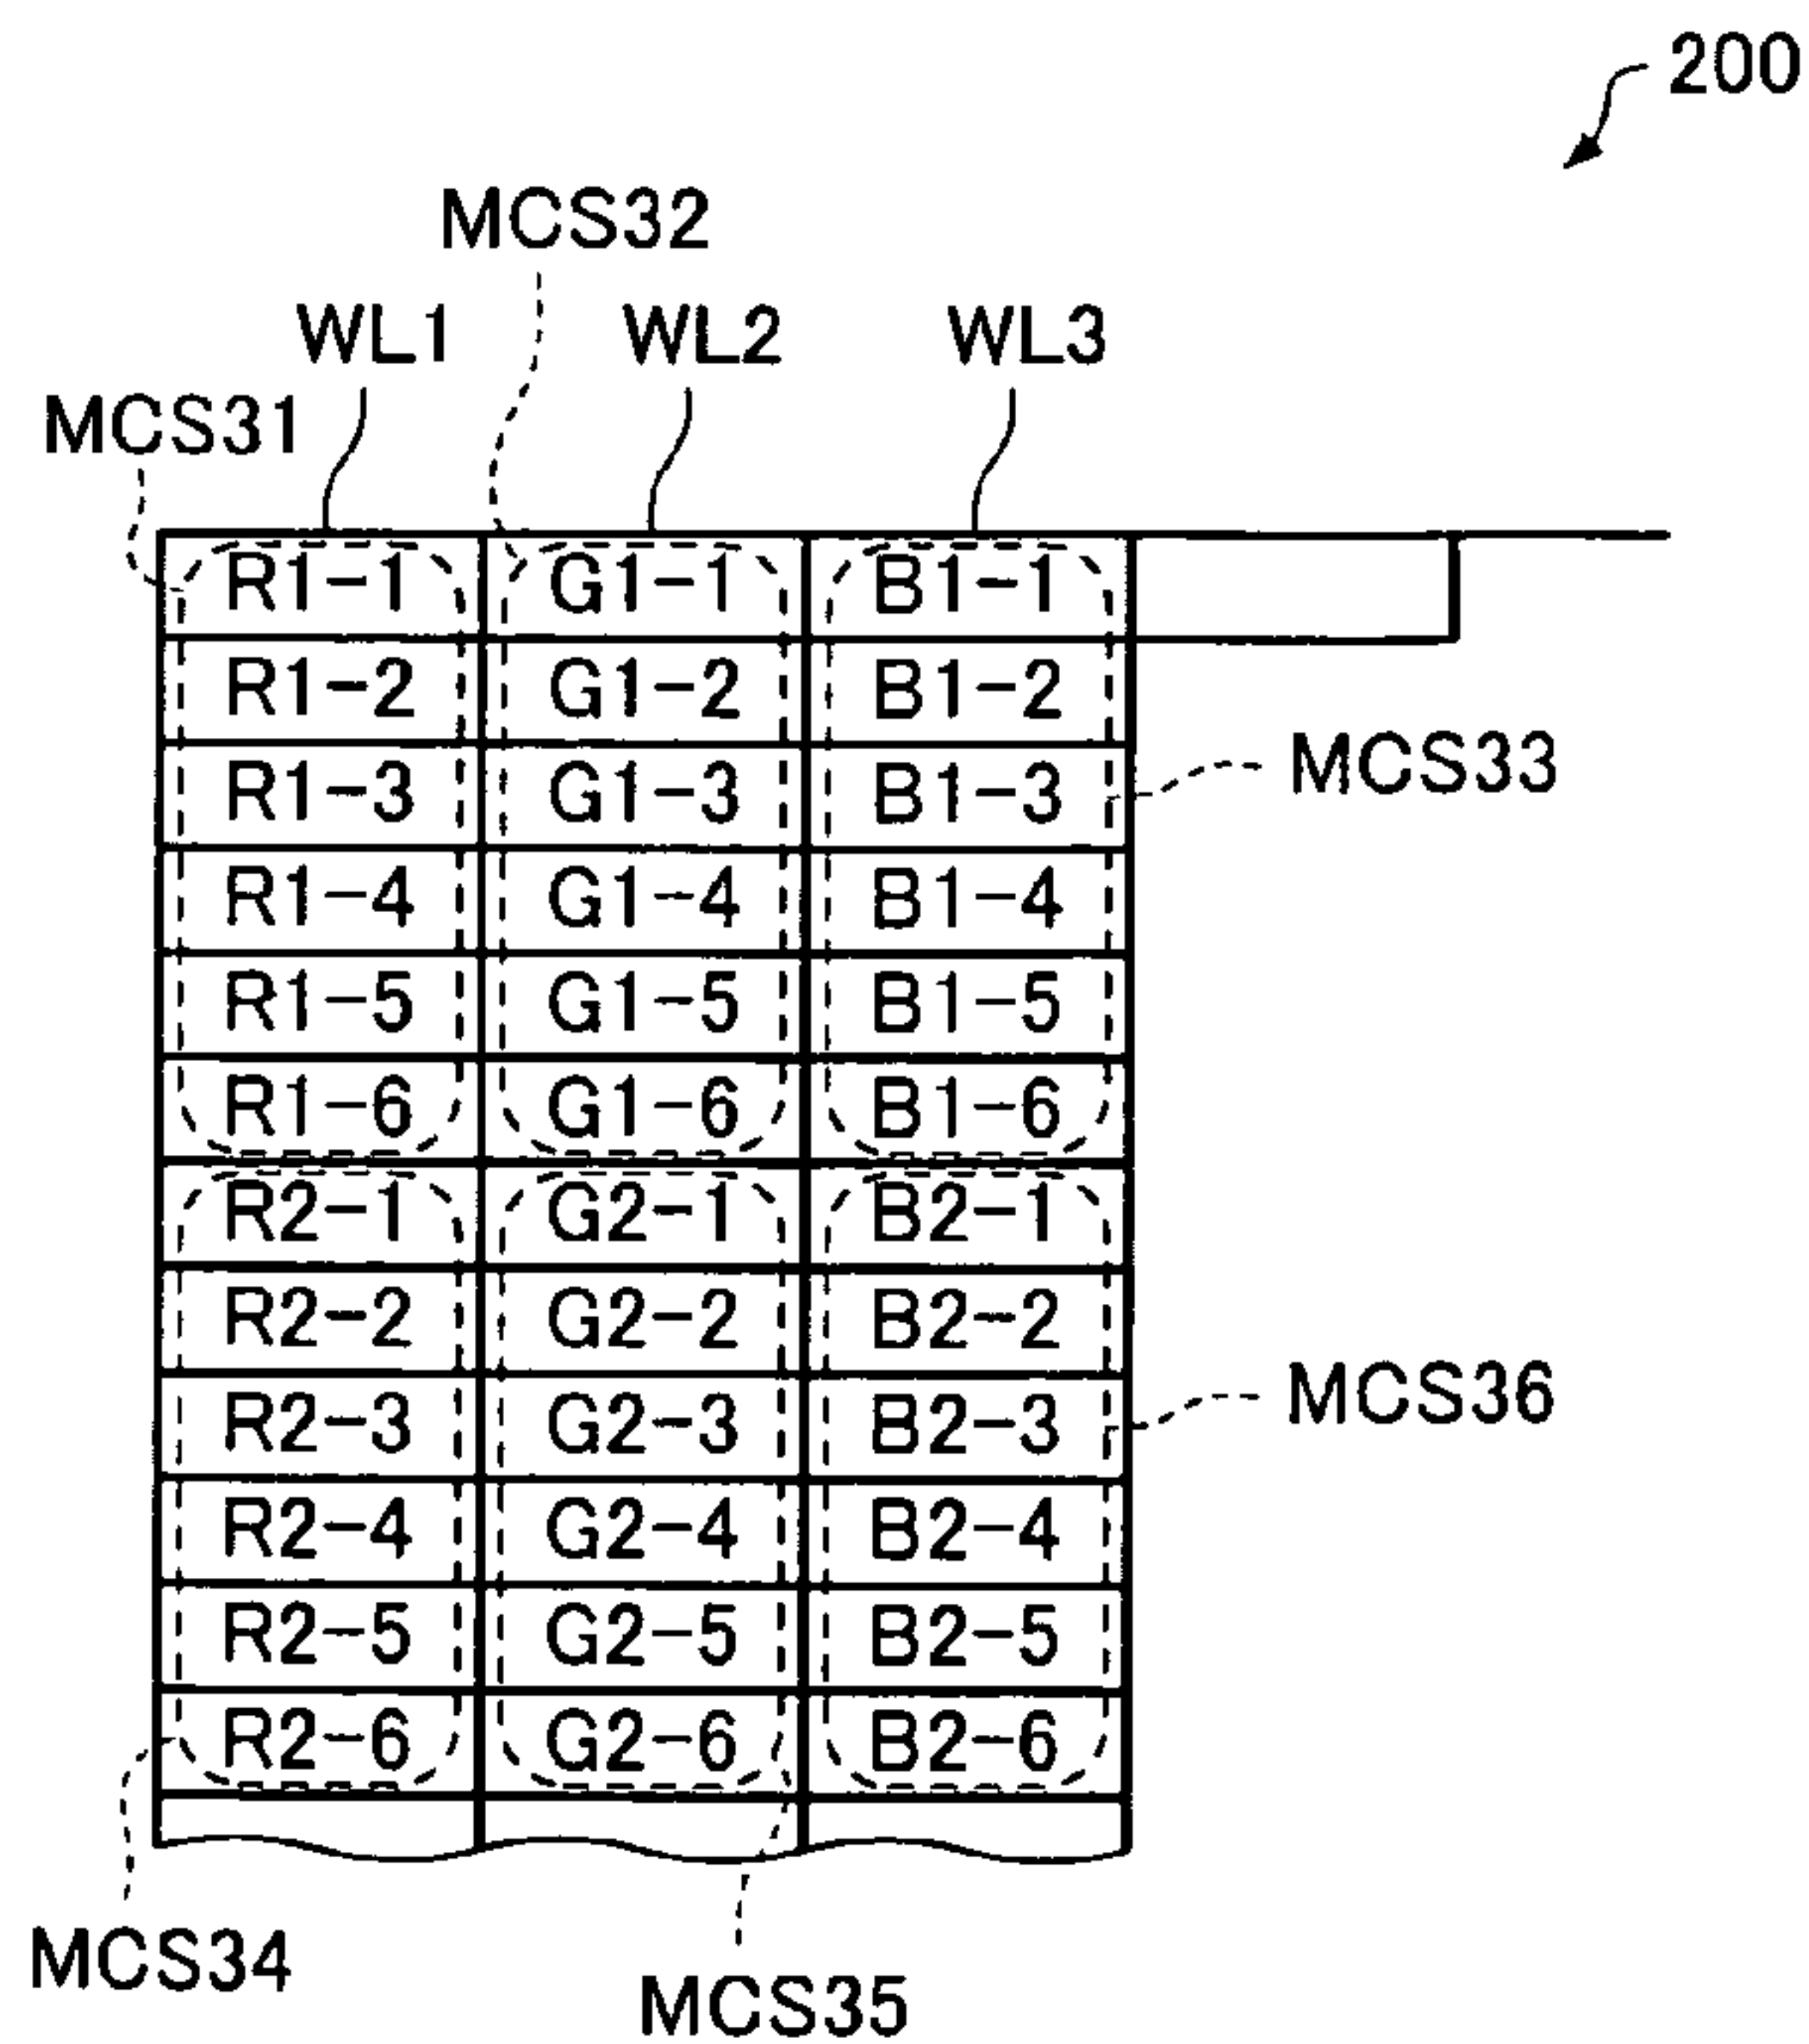 200
MCS32
WL1 WL2 WL3
MCS31
R1-1 G1-1 B1-1
R1-2 G1-2 B1-2
MCS33
R1-3 G1-3 B1-3
R1-4 G1-4 B1-4
R1-5 G1-5 B1-5
R1-6 G1-6 B1-6
R2-1 G2-1 B2-1
R2-2 G2-2 B2-2
R2-3 G2-3 B2-3
MCS36
R2-4 G2-4 B2-4
R2-5 G2-5 B2-5
R2-6 G2-6 B2-6
MCS34
MCS35